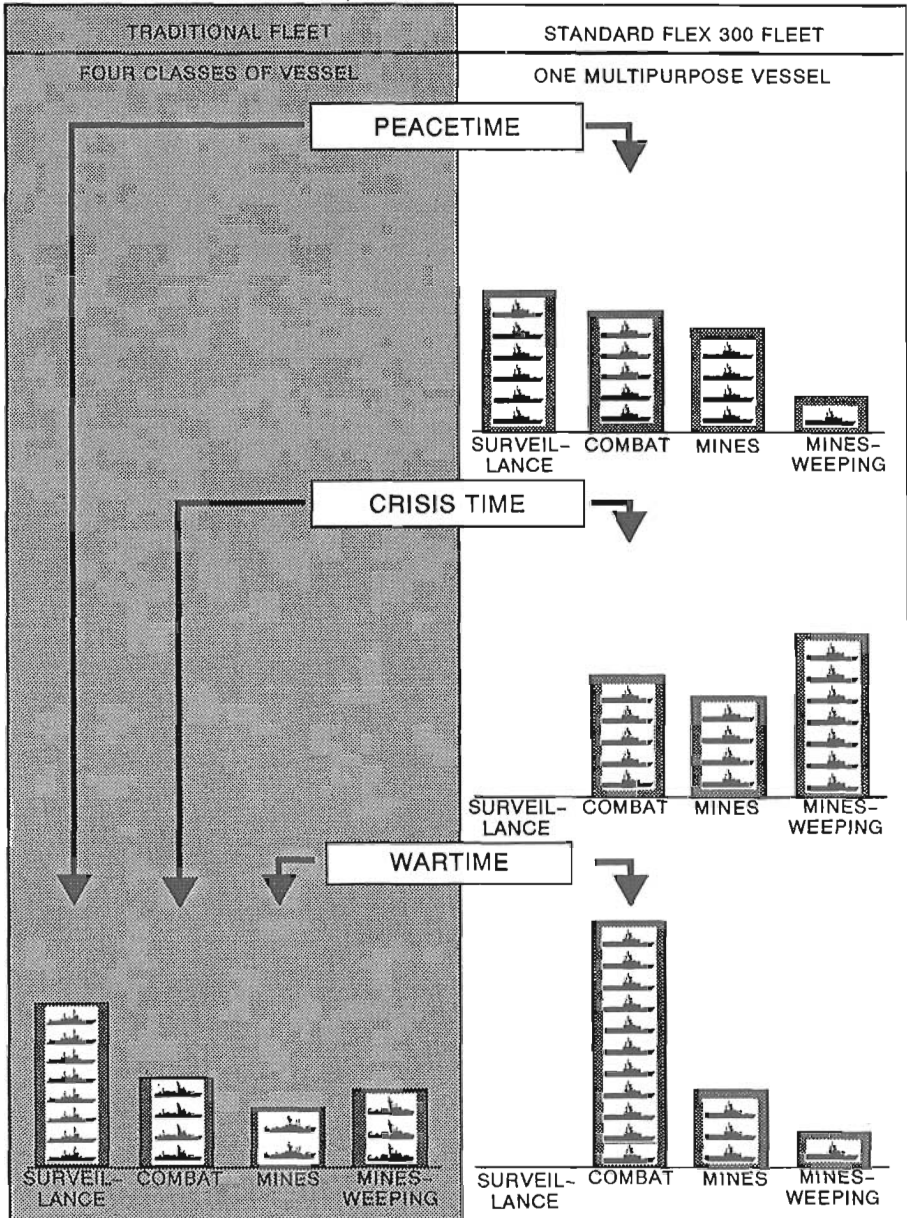 TRADITIONAL FLEET
STANDARD FLEX 300 FLEET
FOUR CLASSES OF VESSEL
ONE MULTIPURPOSE VESSEL
PEACETIME
SURVEIL-
LANCE
COMBAT
MINES
MINES-
WEEPING
CRISIS TIME
SURVEIL-
LANCE
COMBAT
MINES
MINES-
WEEPING
WARTIME
SURVEIL-
LANCE
COMBAT
MINES
MINES-
WEEPING
SURVEIL-
LANCE
COMBAT
MINES
MINES-
WEEPING